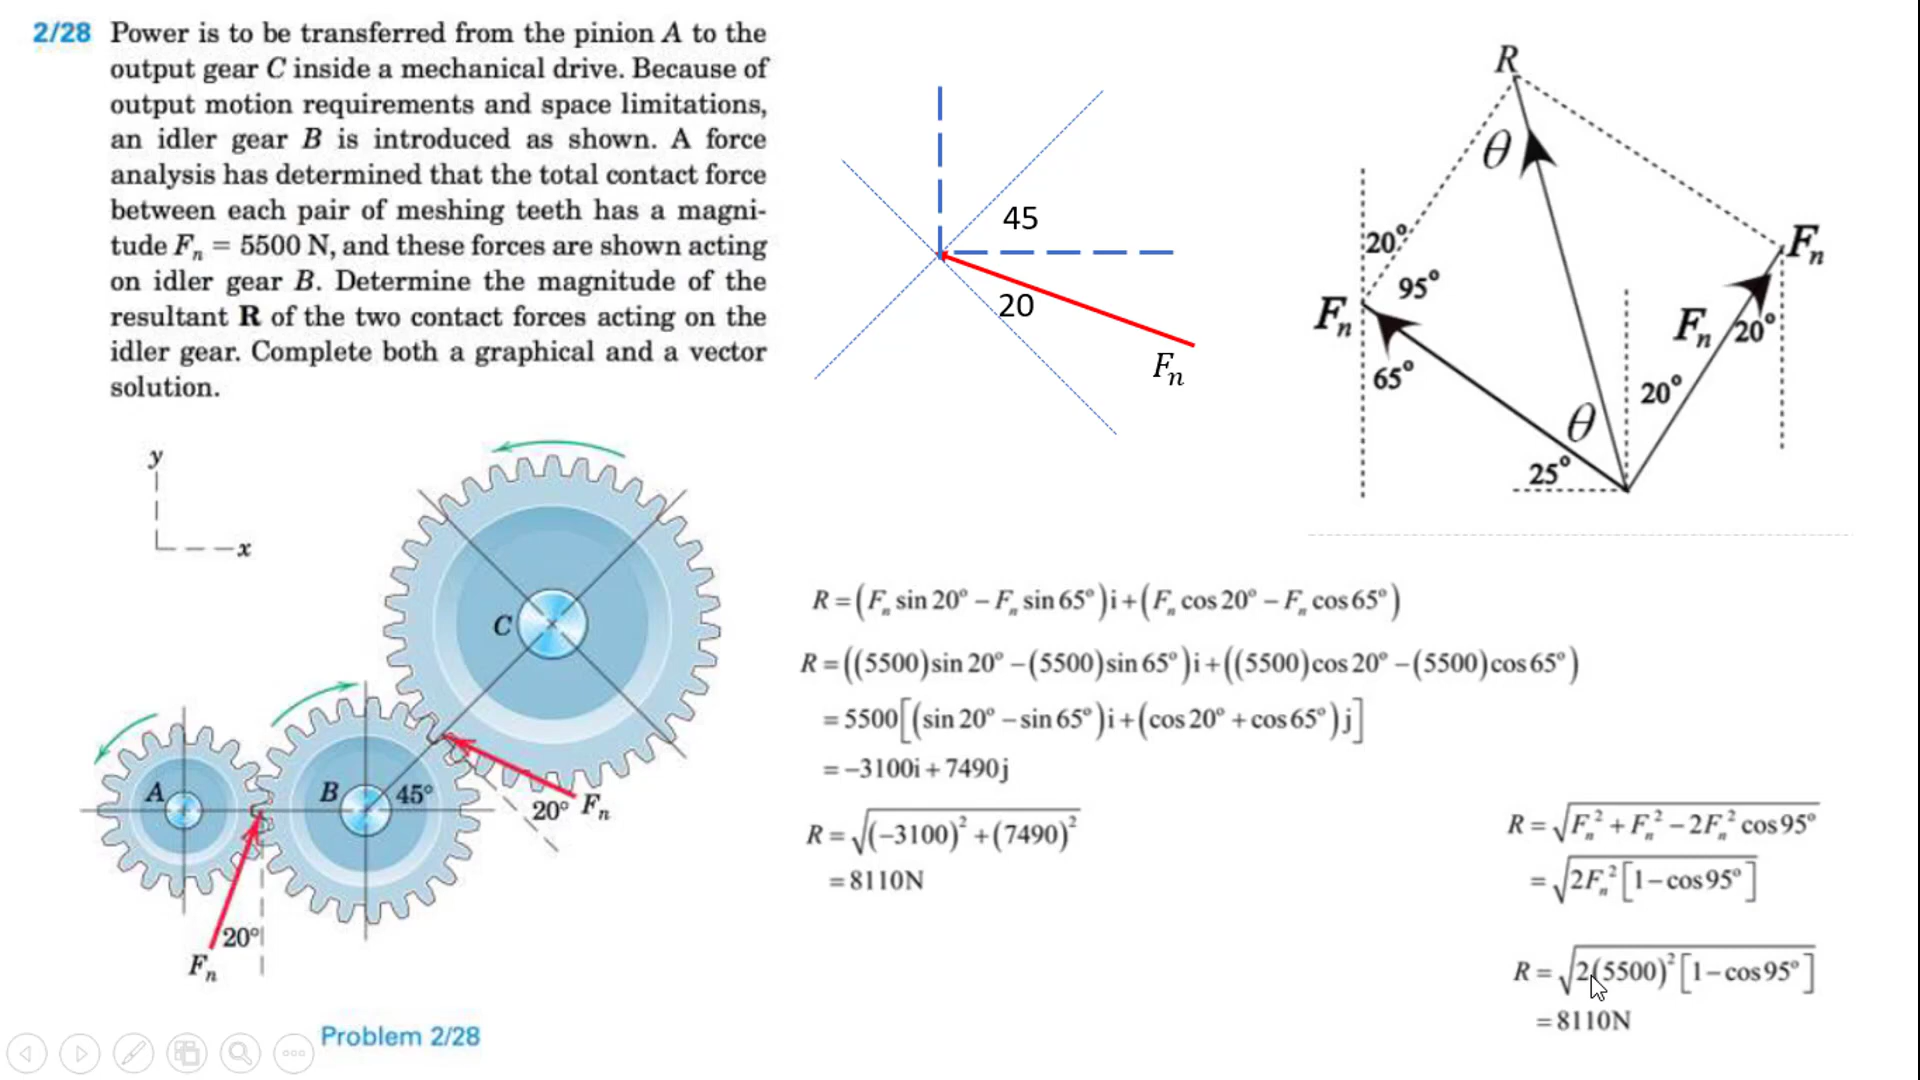 2/28 Power is to be transferred from the pinion A to the
output gear C inside a mechanical drive. Because of
output motion requirements and space limitations,
an idler gear B is introduced as shown. A force
analysis has determined that the total contact force
between each pair of meshing teeth has a magni-
tude Fₙ = 5500 N, and these forces are shown acting
on idler gear B. Determine the magnitude of the
resultant R of the two contact forces acting on the
idler gear. Complete both a graphical and a vector
solution.
y
x
C
A
B
45°
20° Fₙ
20°
Fₙ
Problem 2/28
45
20
Fₙ
R
θ
20°
95°
Fₙ
65°
θ
25°
20°
Fₙ
20°
Fₙ
R = (Fₙ sin 20° − Fₙ sin 65°)i + (Fₙ cos 20° − Fₙ cos 65°)
R = ((5500)sin 20° − (5500)sin 65°)i + ((5500)cos 20° − (5500)cos 65°)
= 5500[(sin 20° − sin 65°)i + (cos 20° + cos 65°)j]
= −3100i + 7490j
R = √(−3100)² + (7490)²
= 8110N
R = √Fₙ² + Fₙ² − 2Fₙ² cos 95°
= √2Fₙ²[1 − cos 95°]
R = √2(5500)²[1 − cos 95°]
= 8110N